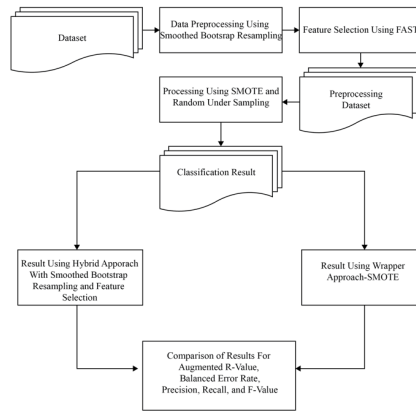 Dataset
Data Preprocessing Using
Smoothed Bootsrap Resampling
Feature Selection Using FAST
Processing Using SMOTE and
Random Under Sampling
Preprocessing
Dataset
Classification Result
Result Using Hybrid Apporach
With Smoothed Bootstrap
Resampling and Feature
Selection
Result Using Wrapper
Approach-SMOTE
Comparison of Results For
Augmented R-Value,
Balanced Error Rate,
Precision, Recall, and F-Value